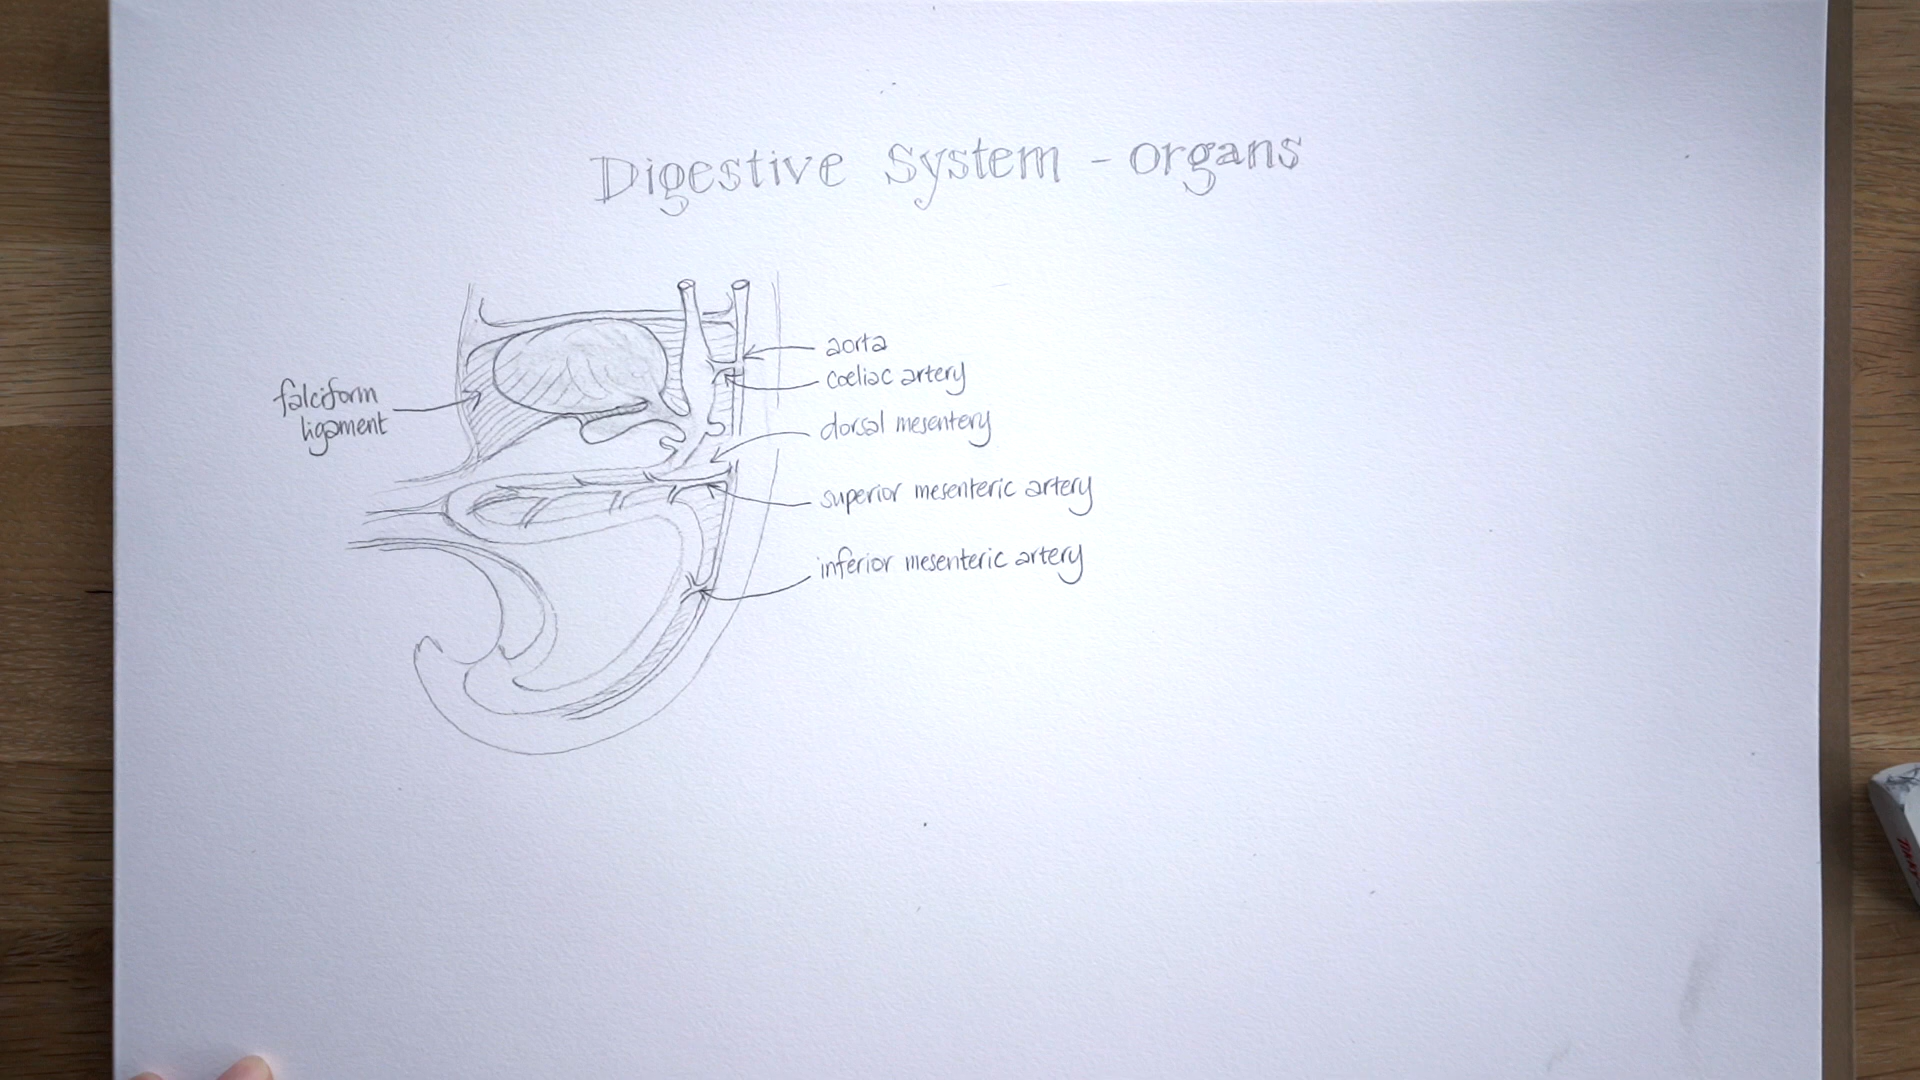 Digestive System - organs
aorta
coeliac artery
falciform
ligament
dorsal mesentery
superior mesenteric artery
inferior mesenteric artery